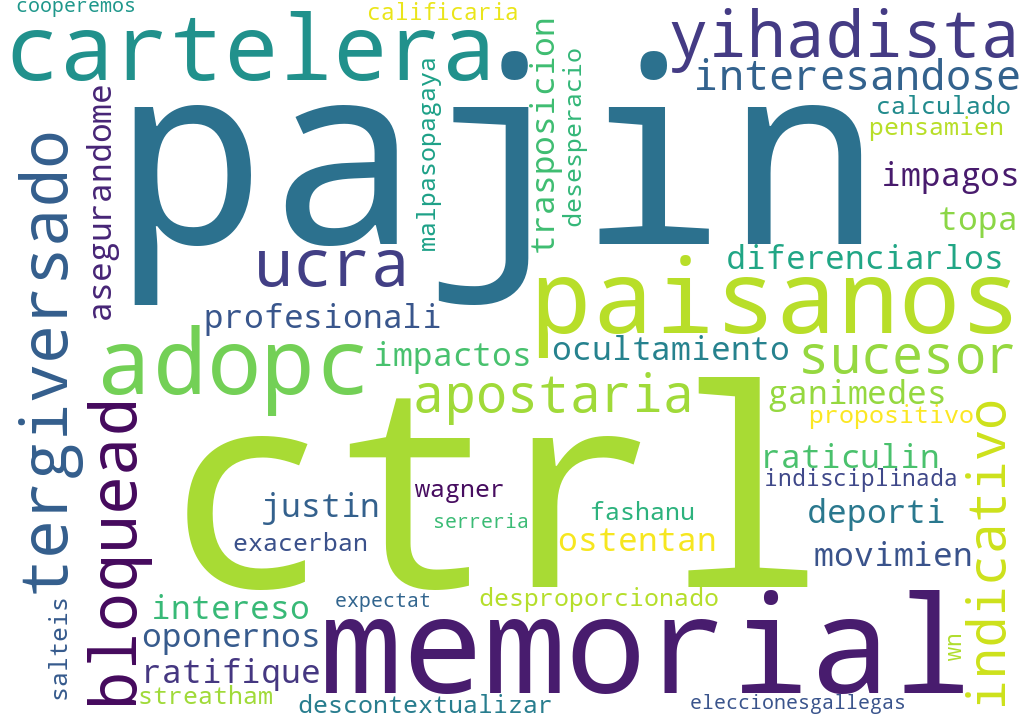 cooperemos
calificaria
cartelera
yihadista
interesandose
pajin
calculado
pensamien
asegurandome
malpasopagaya
trasposicion
desesperacio
impagos
topa
tergiversado
ucra
diferenciarlos
paisanos
profesionali
adopc
impactos
ocultamiento
sucesor
apostaria
ganimedes
propositivo
ctrl
bloquead
indicativo
raticulin
indisciplinada
wagner
justin
serreria
fashanu
deporti
exacerban
ostentan
movimien
salteis
intereso
expectat
desproporcionado
oponernos
memorial
wn
ratifique
streatham
descontextualizar
eleccionesgallegas